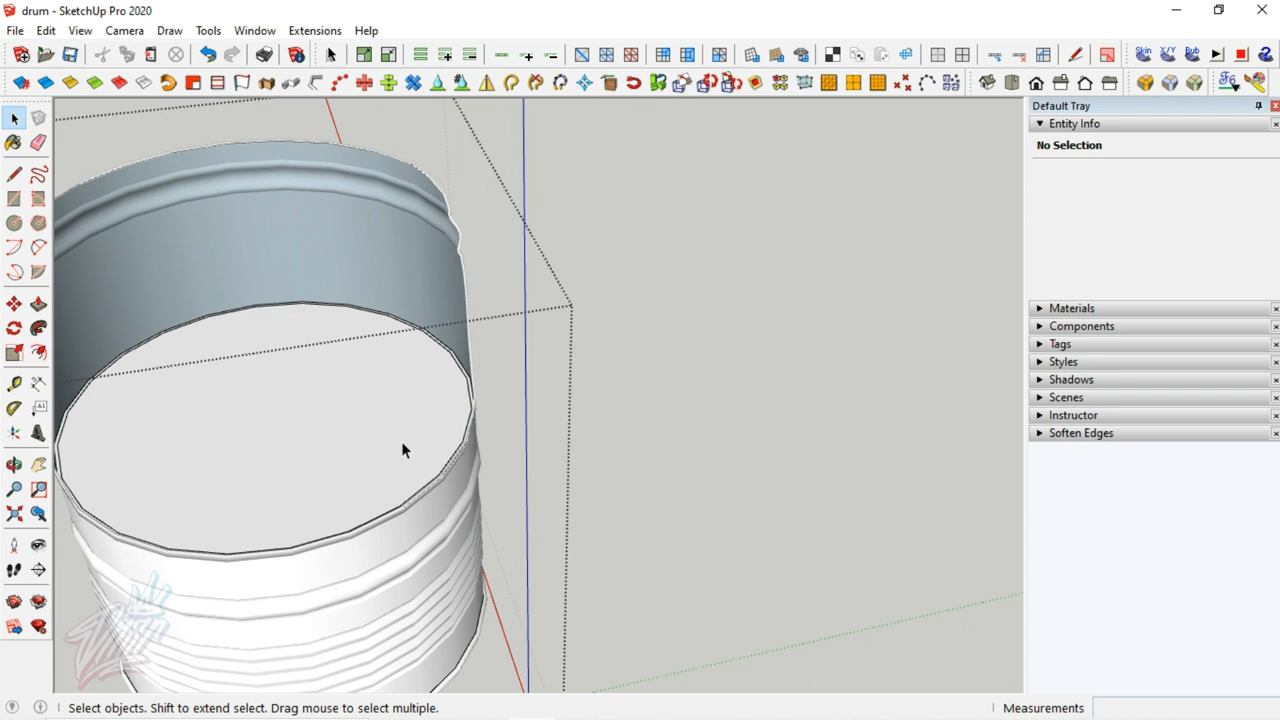 drum - SketchUp Pro 2020
File Edit View Camera Draw Tools Window Extensions Help
Skin X/Y Bub
Default Tray
Entity Info
No Selection
Materials
Components
Tags
Styles
Shadows
Scenes
Instructor
Soften Edges
Select objects. Shift to extend select. Drag mouse to select multiple.
Measurements